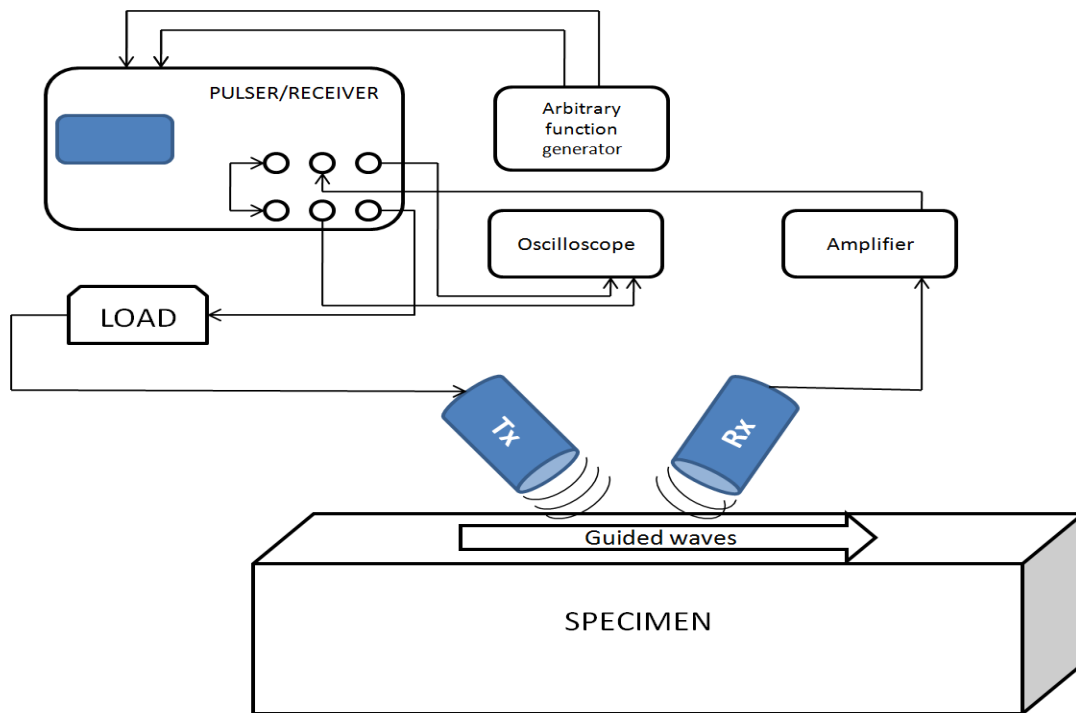 PULSER/RECEIVER
Arbitrary
function
generator
Oscilloscope
Amplifier
LOAD
Tx
Rx
Guided waves
SPECIMEN